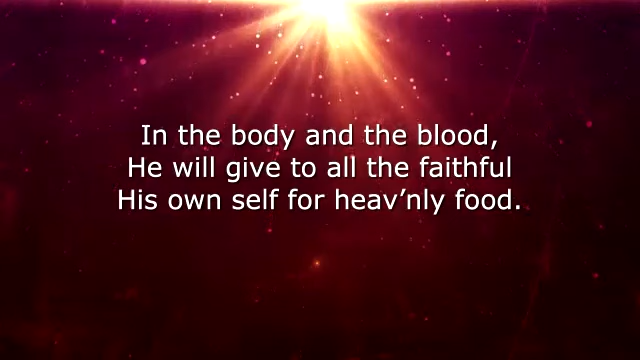 In the body and the blood,
He will give to all the faithful
His own self for heav’nly food.